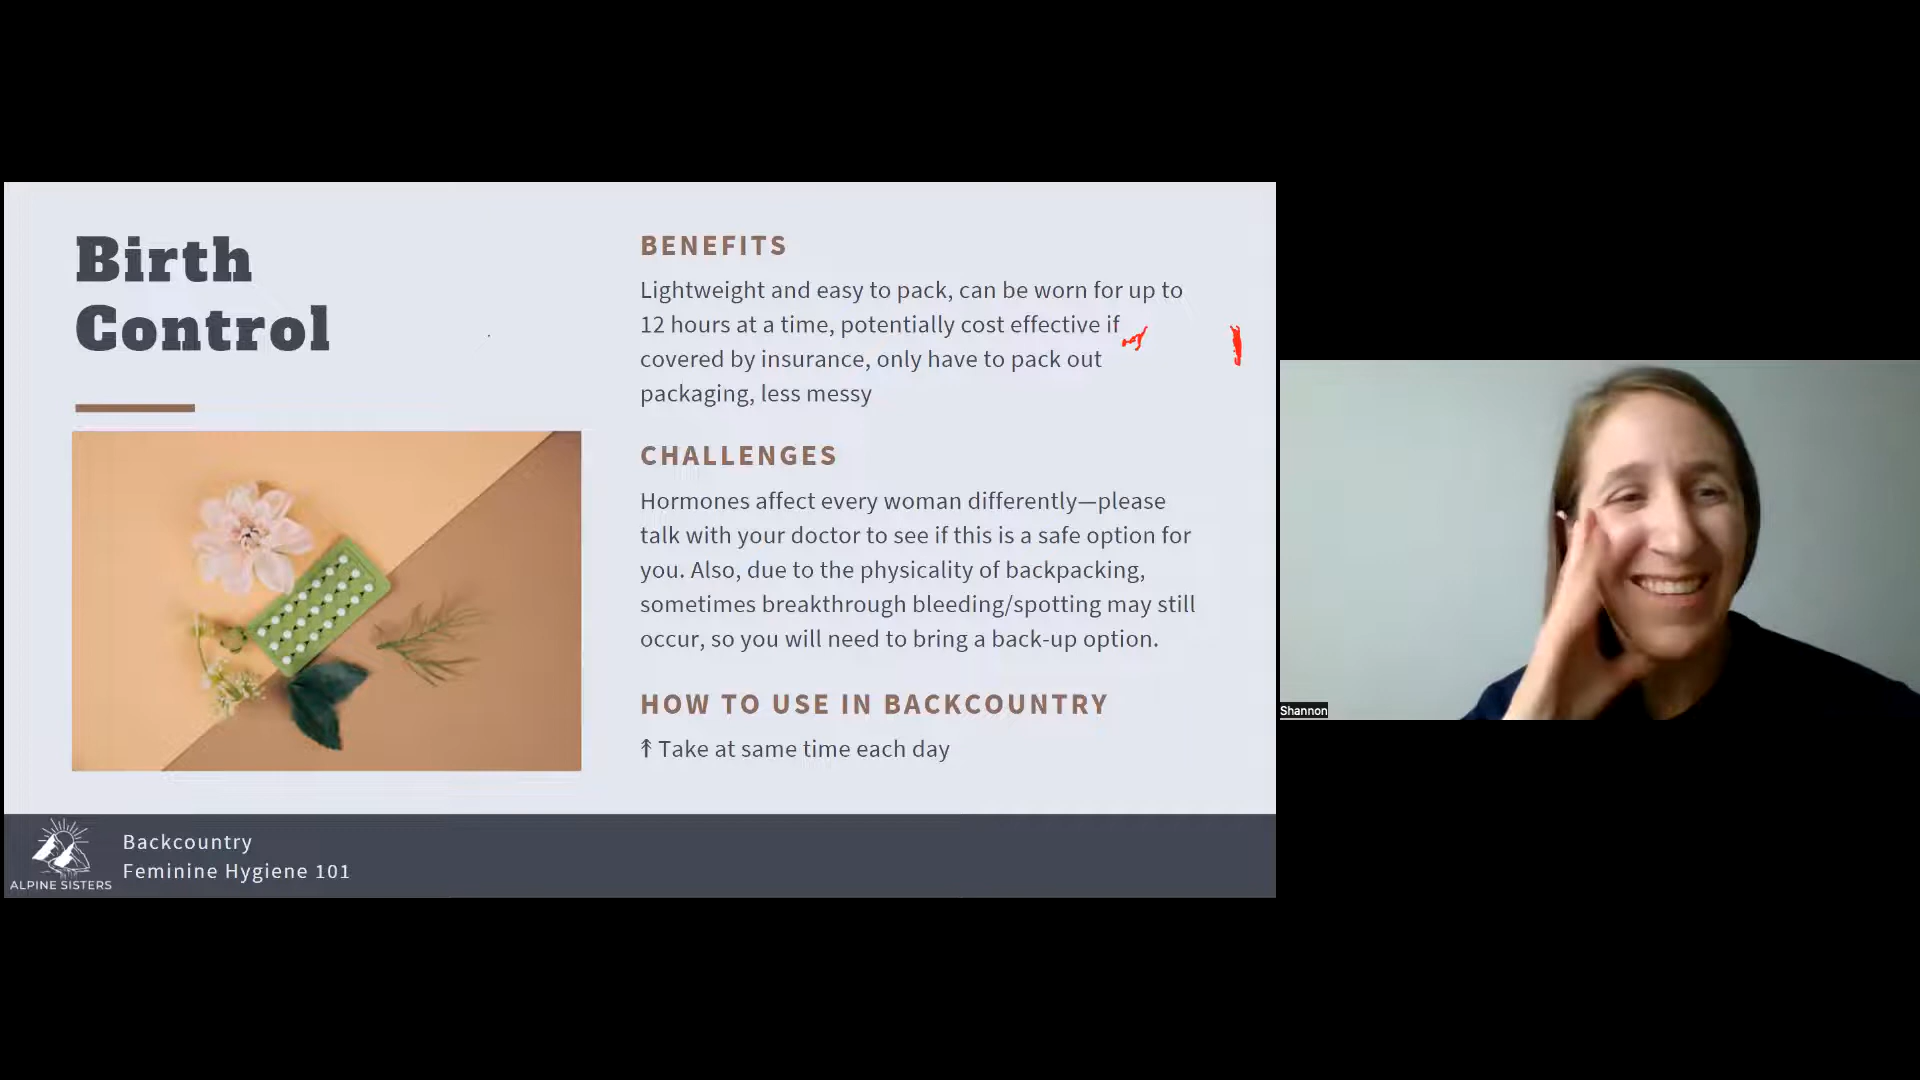 Birth
Control
BENEFITS
Lightweight and easy to pack, can be worn for up to
12 hours at a time, potentially cost effective if
covered by insurance, only have to pack out
packaging, less messy
CHALLENGES
Hormones affect every woman differently—please
talk with your doctor to see if this is a safe option for
you. Also, due to the physicality of backpacking,
sometimes breakthrough bleeding/spotting may still
occur, so you will need to bring a back-up option.
HOW TO USE IN BACKCOUNTRY
Take at same time each day
ALPINE SISTERS
Backcountry
Feminine Hygiene 101
Shannon